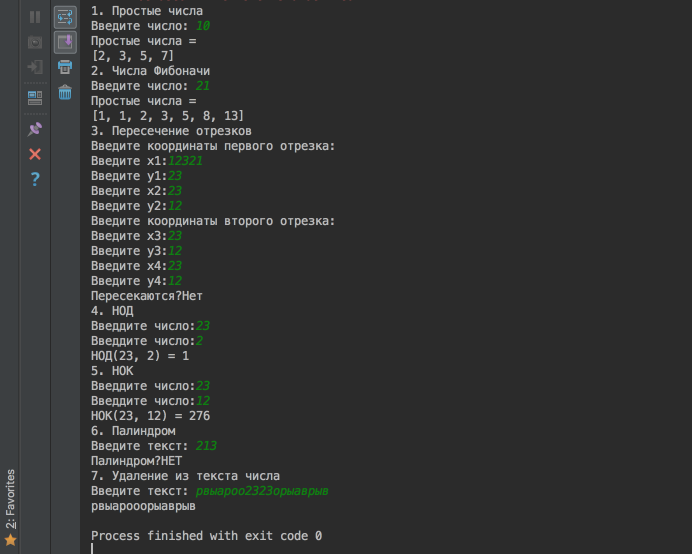 1. Простые числа
Введите число: 10
Простые числа =
[2, 3, 5, 7]
2. Числа Фибоначи
Введите число: 21
Простые числа =
[1, 1, 2, 3, 5, 8, 13]
3. Пересечение отрезков
Введите координаты первого отрезка:
Введите x1:12321
Введите y1:23
Введите x2:23
Введите y2:12
Введите координаты второго отрезка:
Введите x3:23
Введите y3:12
Введите x4:23
Введите y4:12
Пересекаются?Нет
4. НОД
Введдите число:23
Введдите число:2
НОД(23, 2) = 1
5. НОК
Введдите число:23
Введдите число:12
НОК(23, 12) = 276
6. Палиндром
Введите текст: 213
Палиндром?НЕТ
7. Удаление из текста числа
Введите текст: рвыароо2323орыаврыв
рвыарооорыаврыв
Process finished with exit code 0
2: Favorites